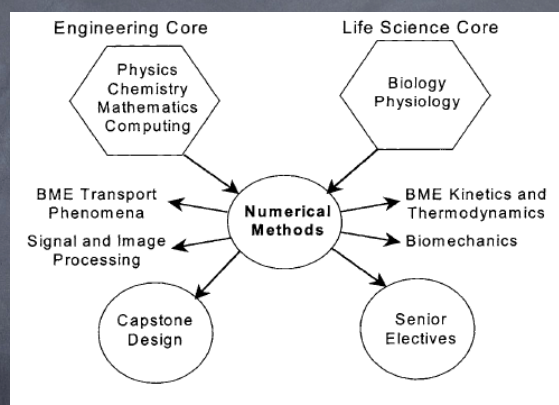 Engineering Core
Life Science Core
Physics
Chemistry
Mathematics
Computing
Biology
Physiology
BME Transport
Phenomena
Numerical
Methods
BME Kinetics and
Thermodynamics
Signal and Image
Processing
Biomechanics
Capstone
Design
Senior
Electives